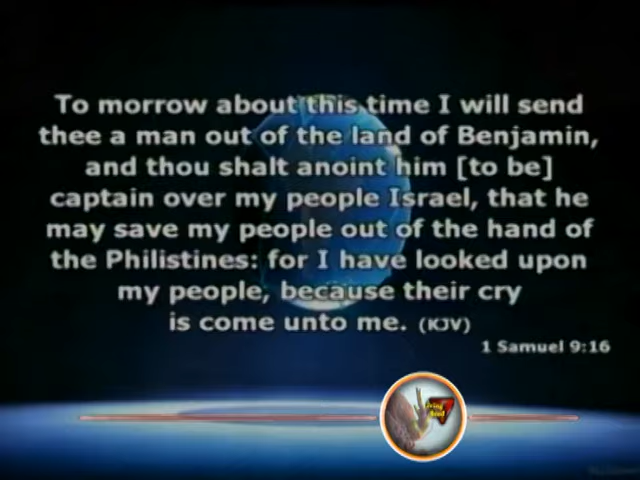 To morrow about this time I will send
thee a man out of the land of Benjamin,
and thou shalt anoint him [to be]
captain over my people Israel, that he
may save my people out of the hand of
the Philistines: for I have looked upon
my people, because their cry
is come unto me. (KJV)
1 Samuel 9:16